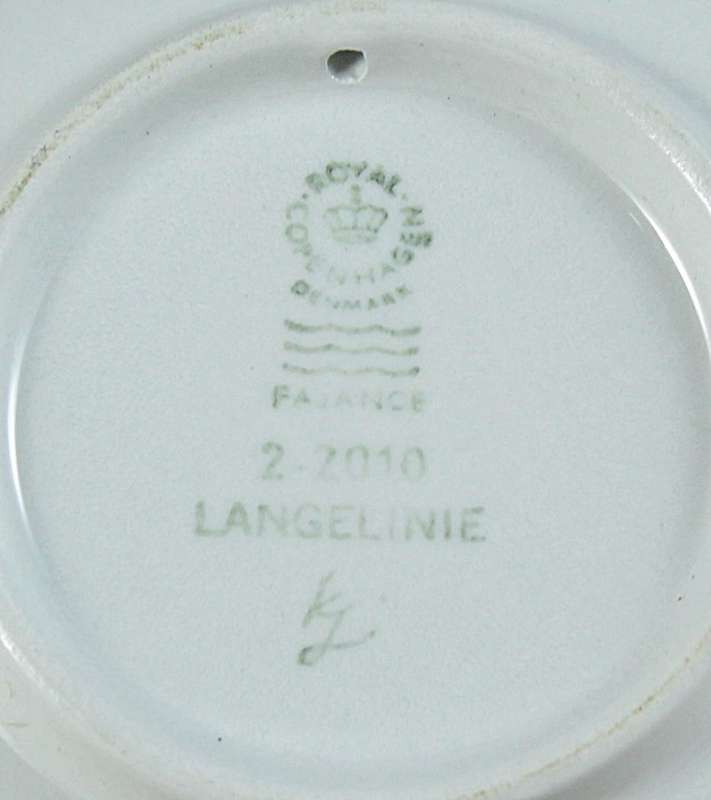 ROYAL
COPENHAGEN
DENMARK
FAJANCE
2-2010
LANGELINIE